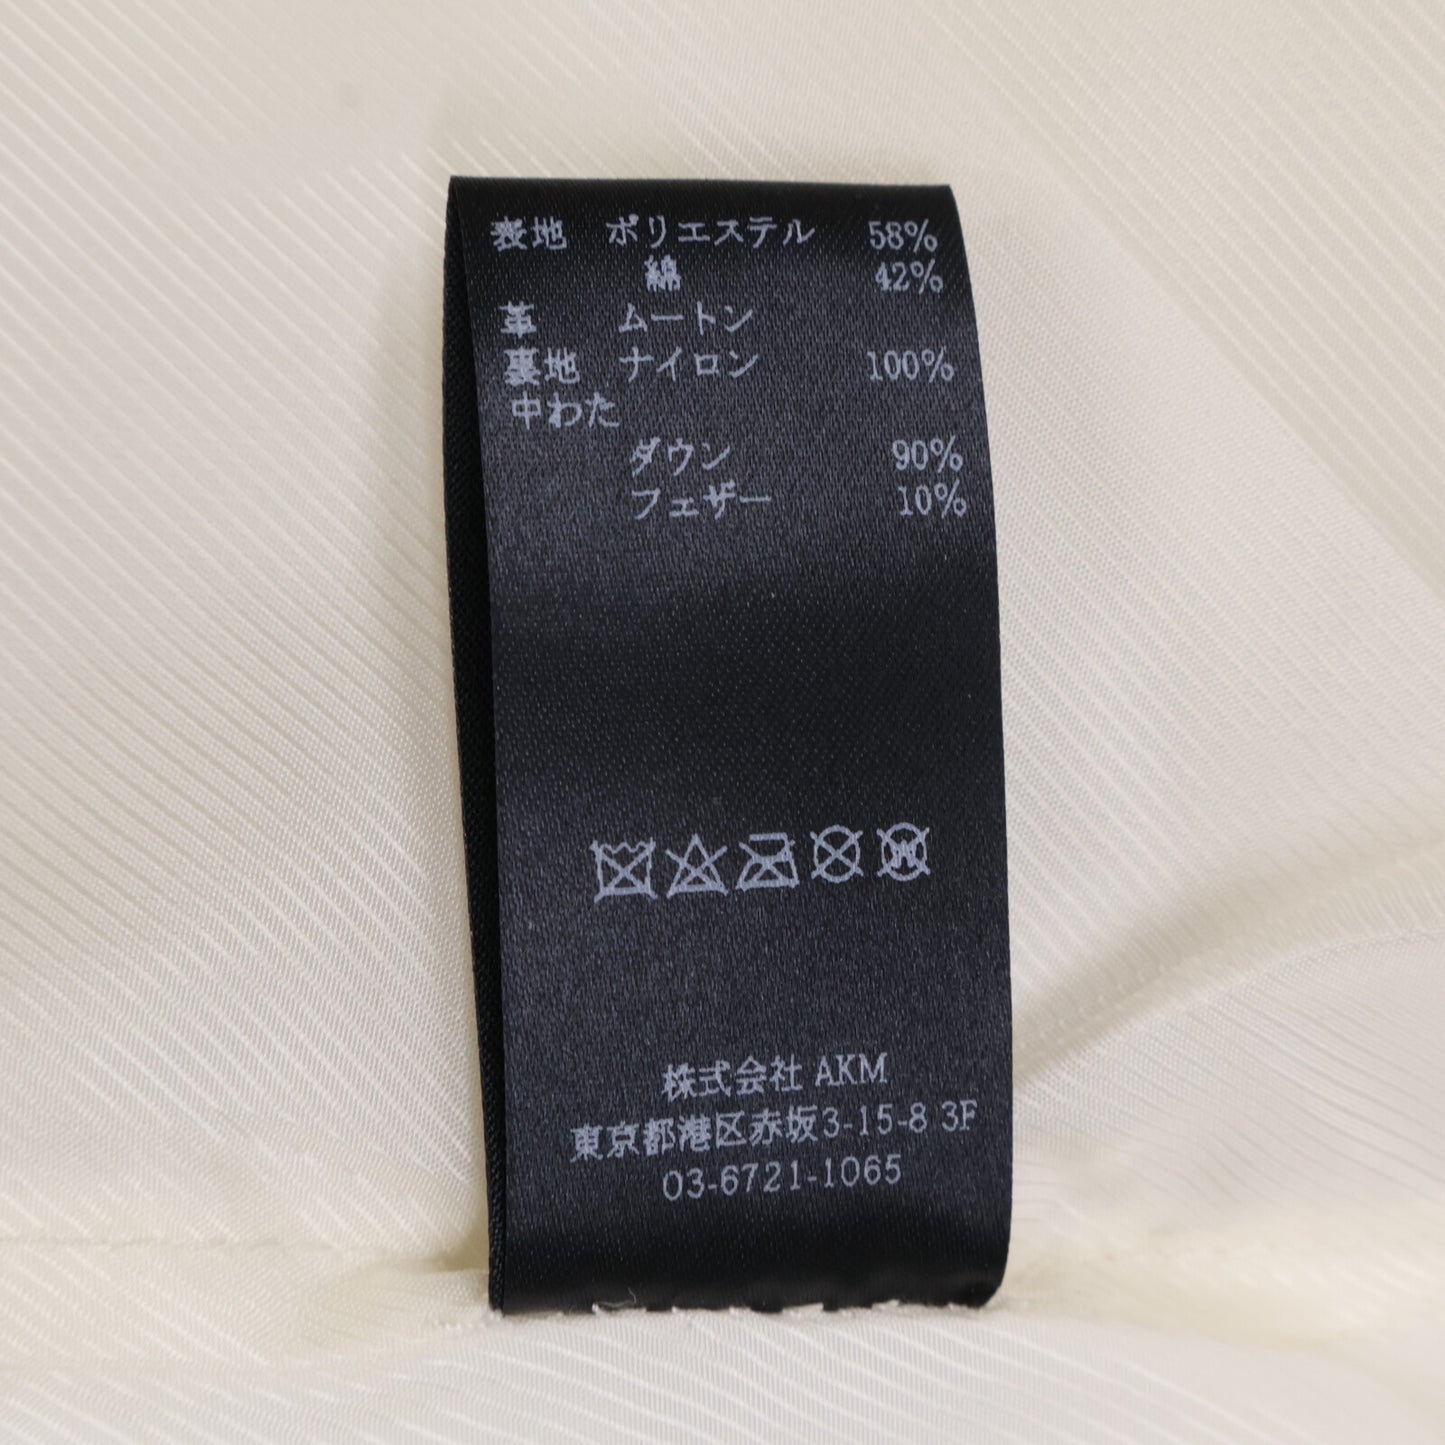 表地 ポリエステル 58%
綿 42%
革 ムートン
裏地 ナイロン 100%
中わた
ダウン 90%
フェザー 10%
W
株式会社 AKM
東京都港区赤坂3-15-8 3F
03-6721-1065